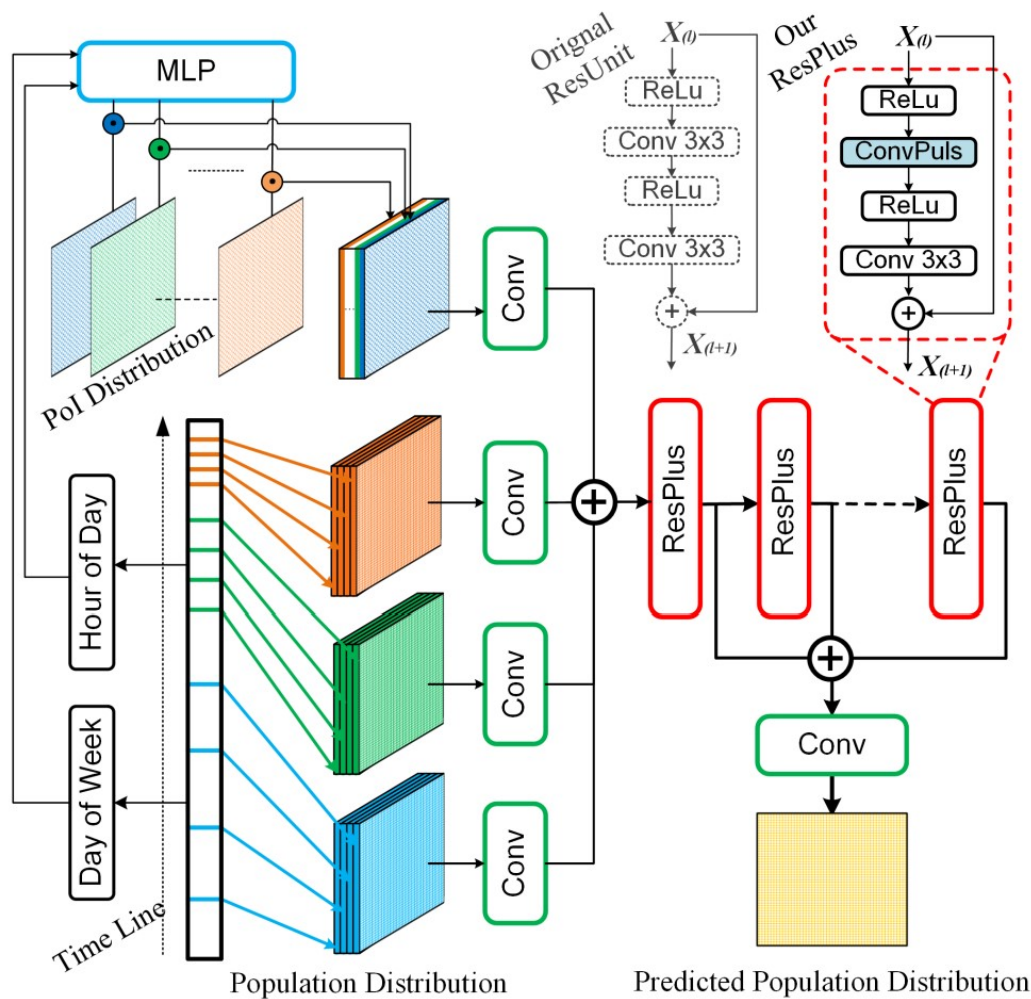 MLP
PoI Distribution
Conv
Orignal
ResUnit
X(l)
ReLu
Conv 3x3
ReLu
Conv 3x3
+
X(l+1)
Our
ResPlus
X(l)
ReLu
ConvPuls
ReLu
Conv 3x3
+
X(l+1)
Hour of Day
Day of Week
Time Line
Conv
Conv
Conv
+
ResPlus
ResPlus
ResPlus
+
Conv
Population Distribution
Predicted Population Distribution